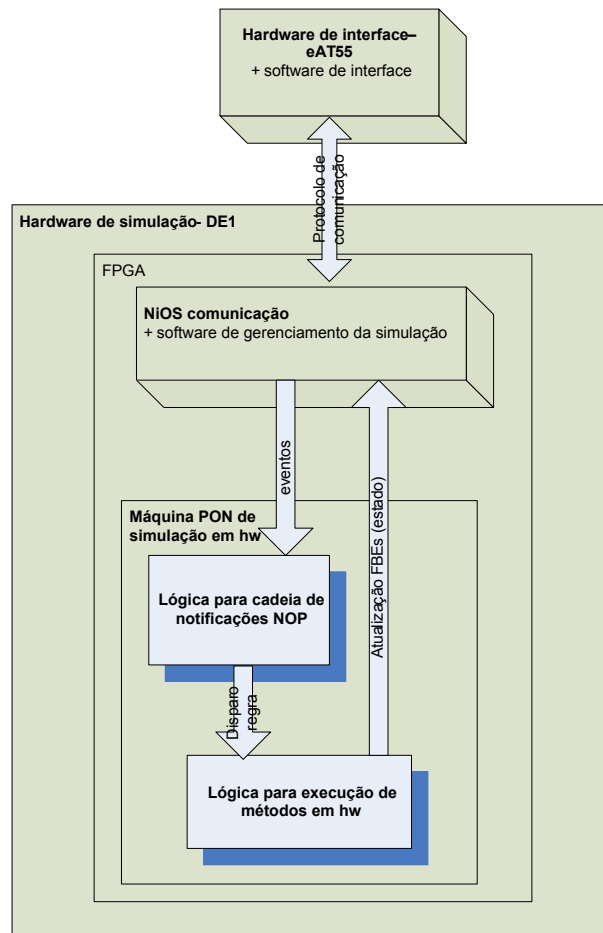 Hardware de interface–
eAT55
+ software de interface
Protocolo de
comunicação
Hardware de simulação- DE1
FPGA
NiOS comunicação
+ software de gerenciamento da simulação
eventos
Atualização FBEs (estado)
Máquina PON de
simulação em hw
Lógica para cadeia de
notificações NOP
Disparo
regra
Lógica para execução de
métodos em hw